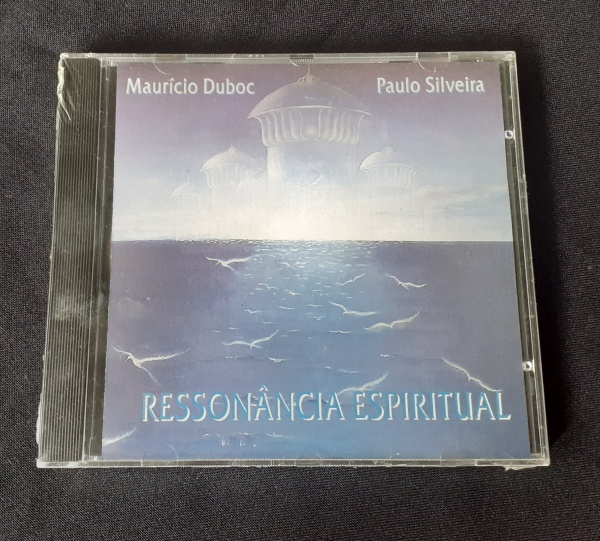 Maurício Duboc
Paulo Silveira
RESSONÂNCIA ESPIRITUAL